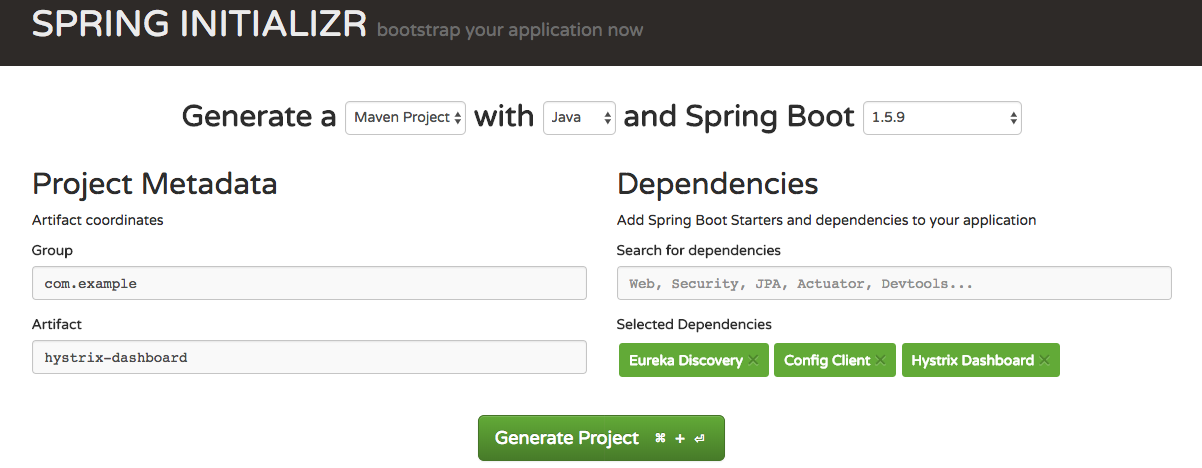 SPRING INITIALIZR bootstrap your application now
Generate a Maven Project with Java and Spring Boot 1.5.9
Project Metadata
Artifact coordinates
Group
com.example
Artifact
hystrix-dashboard
Dependencies
Add Spring Boot Starters and dependencies to your application
Search for dependencies
Web, Security, JPA, Actuator, Devtools...
Selected Dependencies
Eureka Discovery × Config Client × Hystrix Dashboard ×
Generate Project ⌘ + ⏎